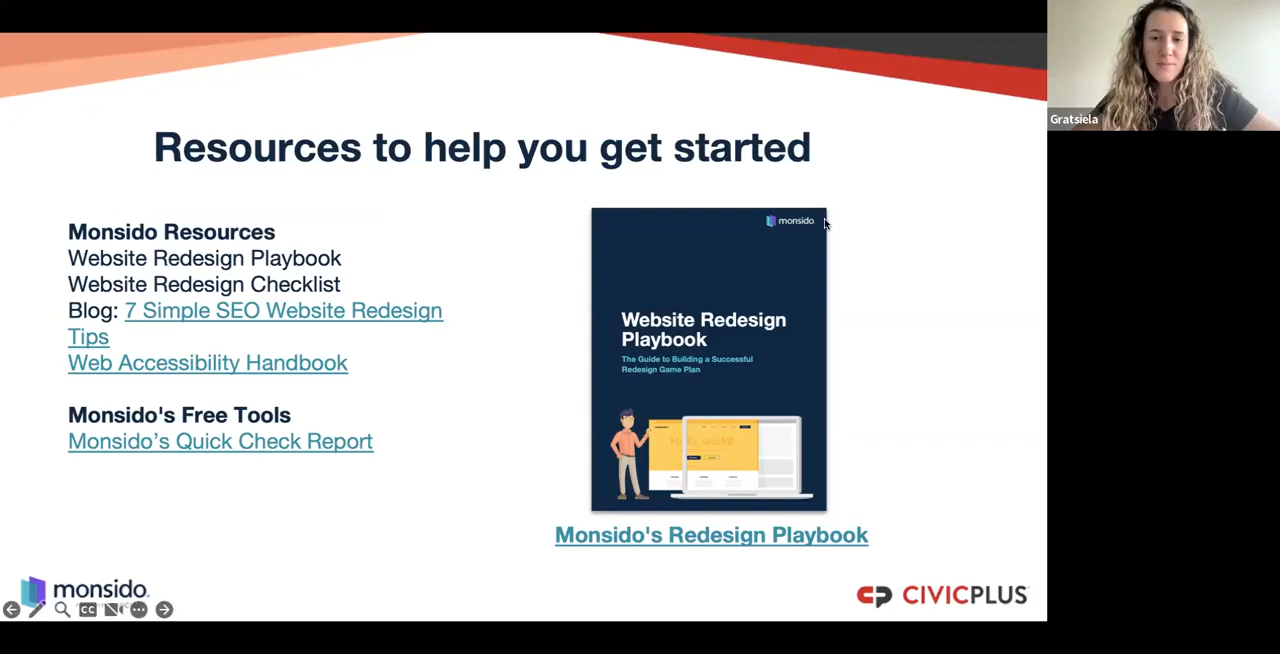 Gratsiela
Resources to help you get started
Monsido Resources
Website Redesign Playbook
Website Redesign Checklist
Blog: 7 Simple SEO Website Redesign
Tips
Web Accessibility Handbook
Monsido's Free Tools
Monsido’s Quick Check Report
monsido
Website Redesign
Playbook
The Guide to Building a Successful
Redesign Game Plan
Monsido's Redesign Playbook
monsido
CC
CIVICPLUS